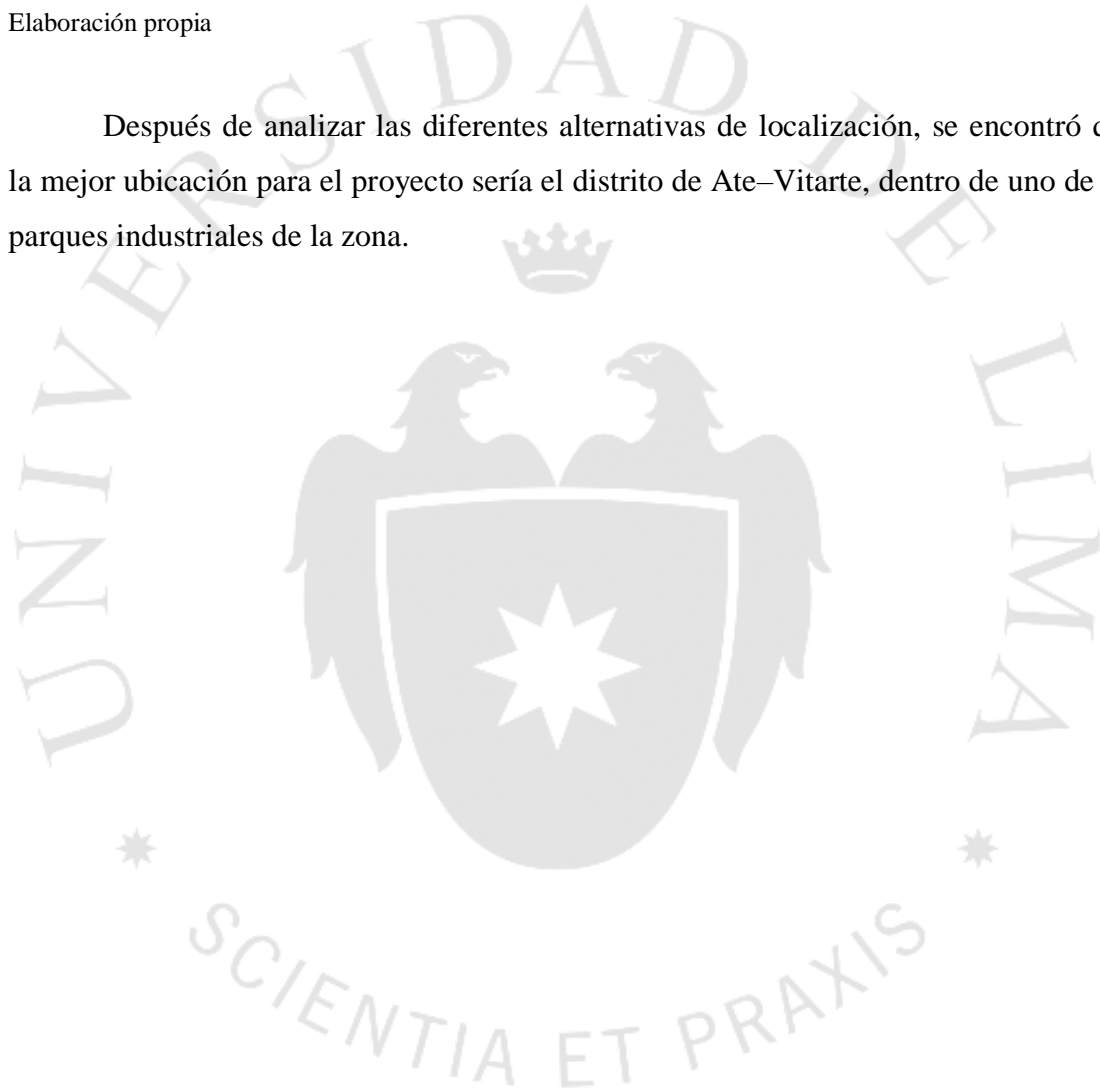 Elaboración propia
Después de analizar las diferentes alternativas de localización, se encontró
la mejor ubicación para el proyecto sería el distrito de Ate–Vitarte, dentro de uno de
parques industriales de la zona.
UNIVERSIDAD DE LIMA
SCIENTIA ET PRAXIS